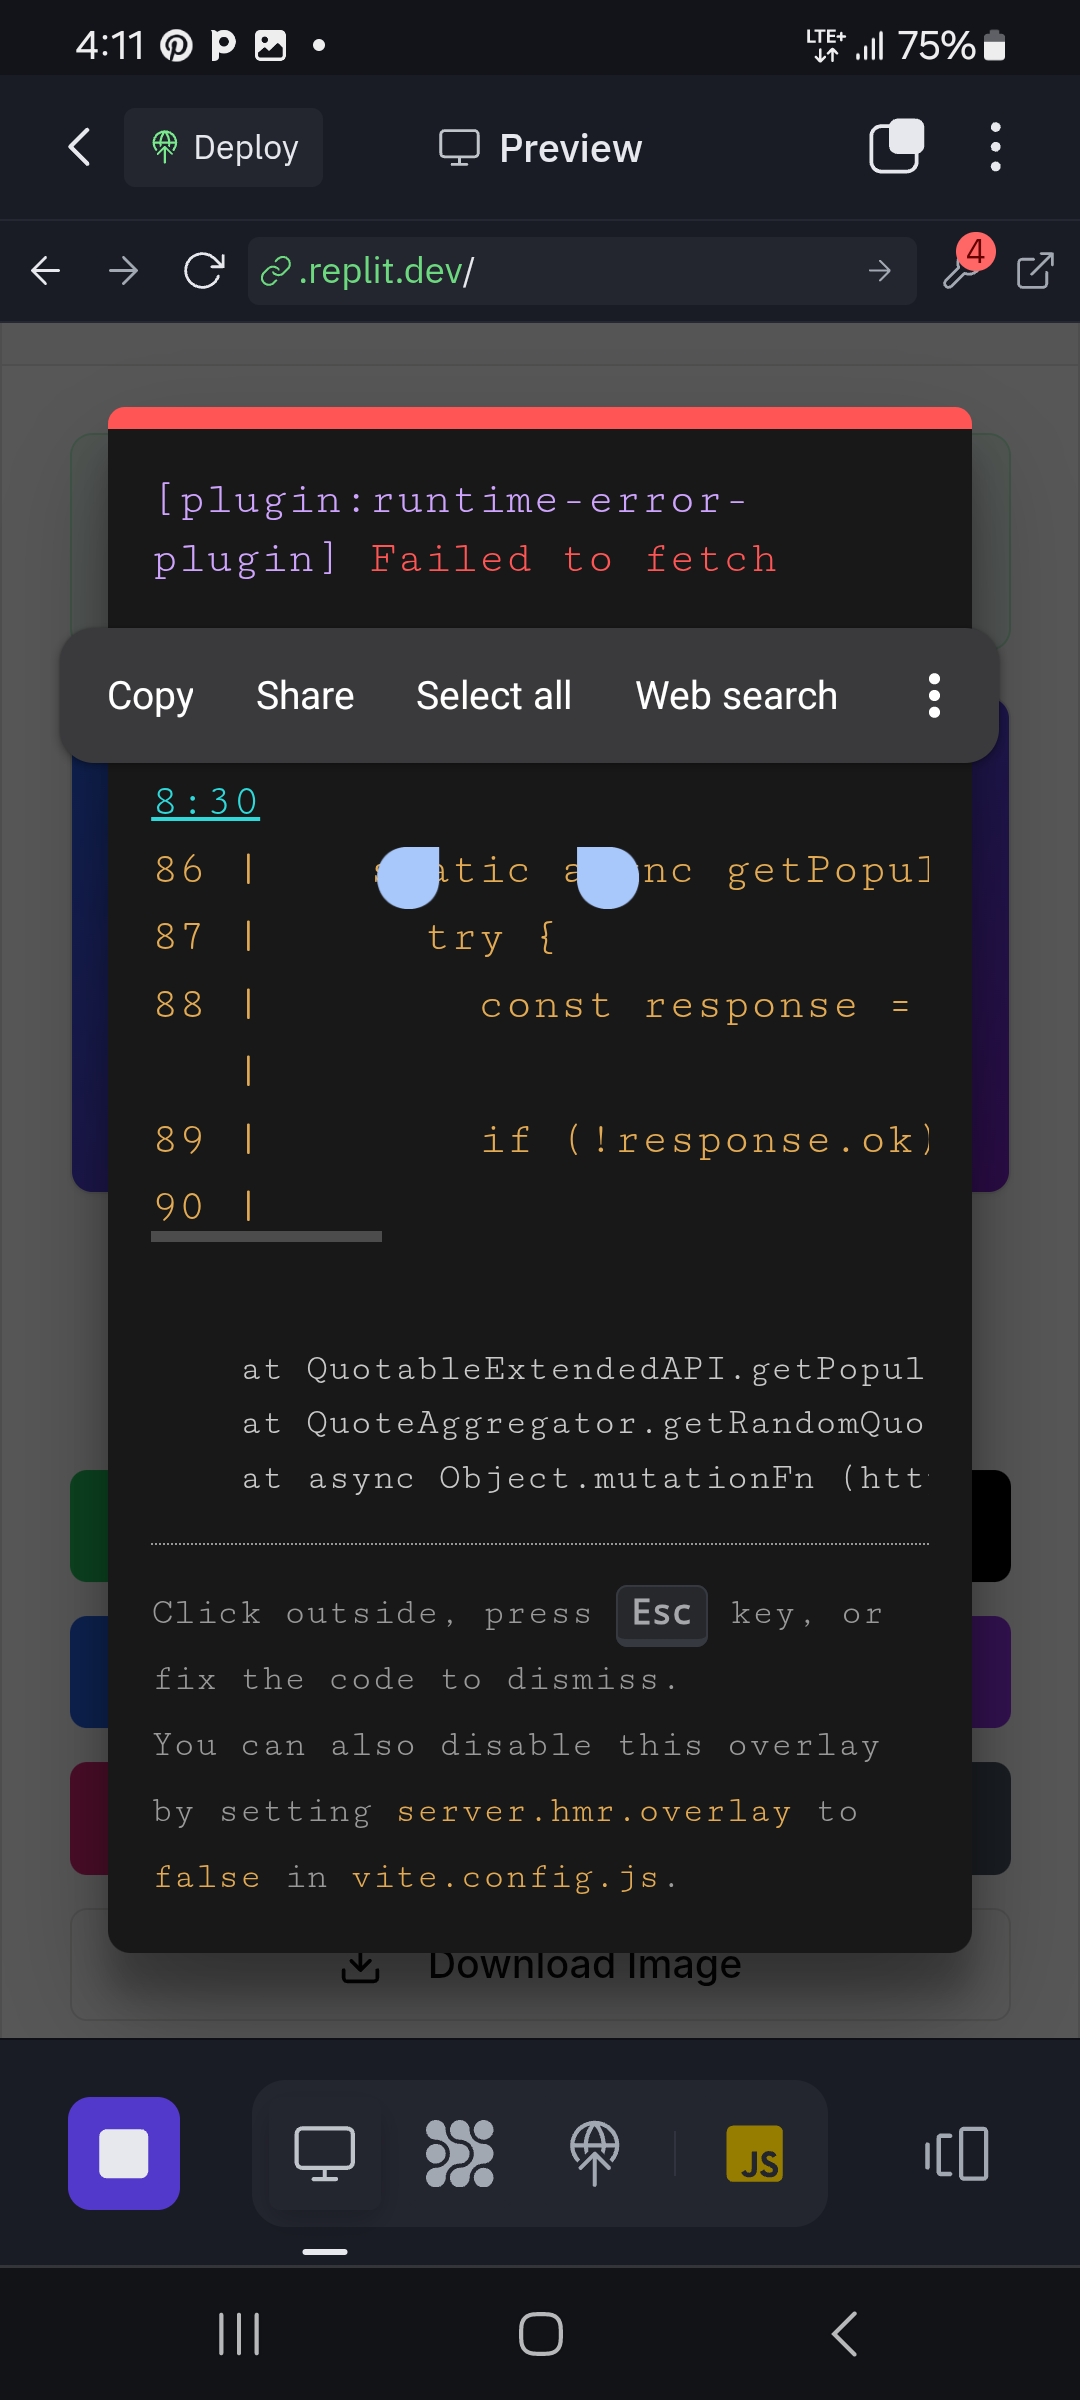 4:11
LTE+
75%
Deploy
Preview
.replit.dev/
4
[plugin:runtime-error-
plugin] Failed to fetch
Copy
Share
Select all
Web search
8:30
86 |
getPopul
87 | try {
88 | const response =
|
89 | if (!response.ok)
90 |
at QuotableExtendedAPI.getPopul
at QuoteAggregator.getRandomQuo
at async Object.mutationFn (htt
Click outside, press Esc key, or
fix the code to dismiss.
You can also disable this overlay
by setting server.hmr.overlay to
false in vite.config.js.
Download Image
JS